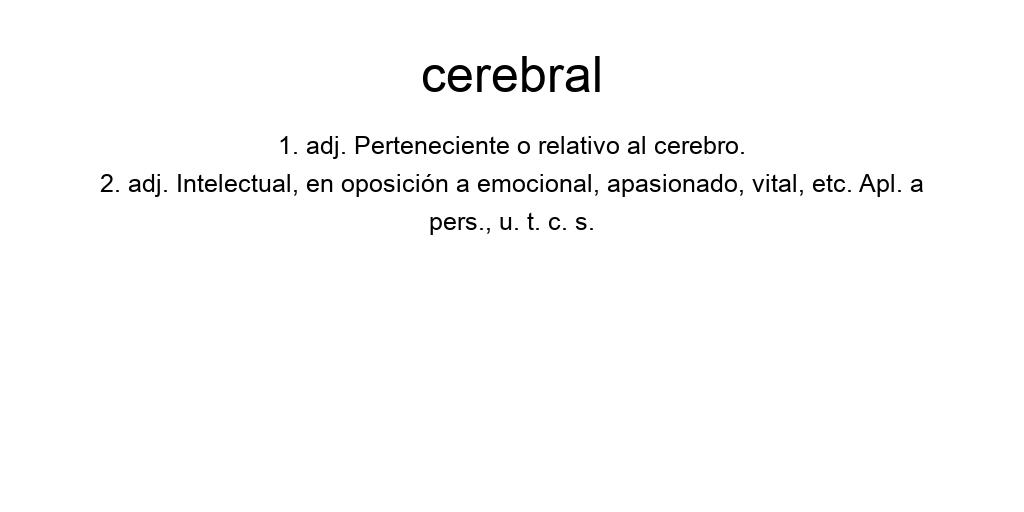 cerebral
1. adj. Perteneciente o relativo al cerebro.
2. adj. Intelectual, en oposición a emocional, apasionado, vital, etc. Apl. a
pers., u. t. c. s.